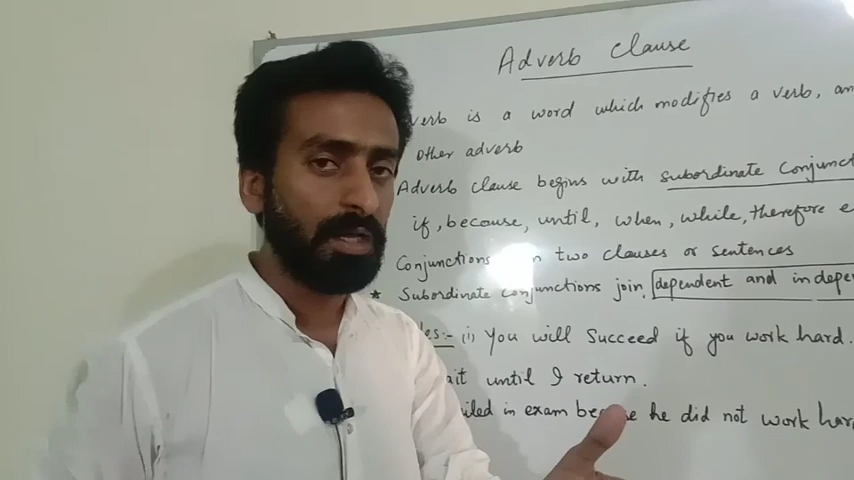 Adverb Clause
verb is a word which modifies a verb, an
other adverb
Adverb clause begins with subordinate Conjunct
if, because, until, when, while, therefore e
Conjunctions two clauses or sentences
* Subordinate conjunctions join dependent and indepe
les:- (i) You will Succeed if you work hard.
ait until I return.
iled in exam because he did not work har